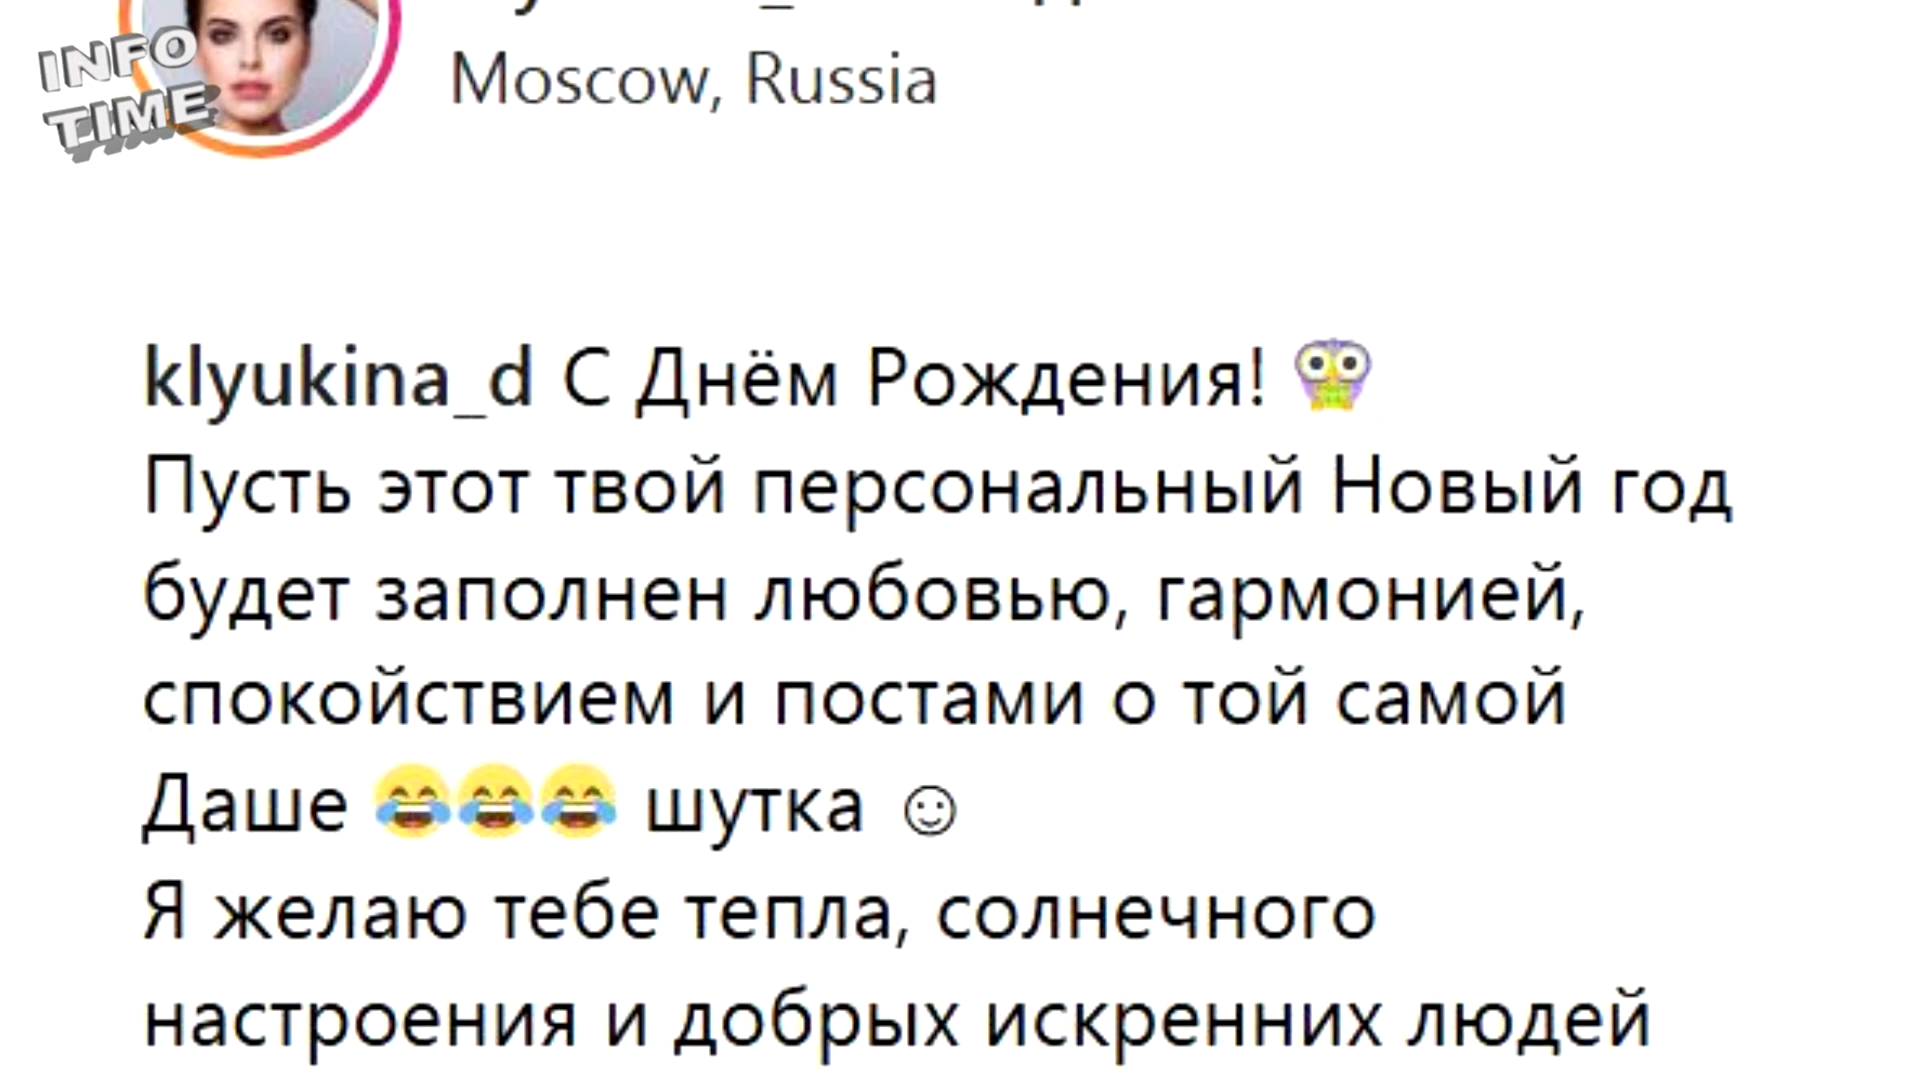 INFO
TIME
Moscow, Russia
klyukina_d С Днём Рождения!
Пусть этот твой персональный Новый год
будет заполнен любовью, гармонией,
спокойствием и постами о той самой
Даше 😂😂😂 шутка ☺
Я желаю тебе тепла, солнечного
настроения и добрых искренних людей